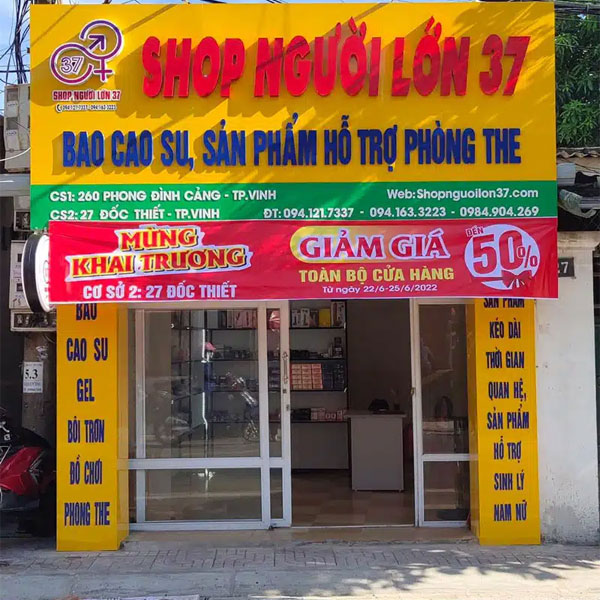 37
SHOP NGƯỜI LỚN 37
SHOP NGƯỜI LỚN 37
BAO CAO SU, SẢN PHẨM HỖ TRỢ PHÒNG THE
CS1: 260 PHONG ĐÌNH CẢNG - TP.VINH
Web:Shopnguoilon37.com
CS2: 27 ĐỐC THIẾT - TP.VINH
ĐT: 094.121.7337 - 094.163.3223 - 0984.904.269
MỪNG
KHAI TRƯƠNG
CƠ SỞ 2: 27 ĐỐC THIẾT
GIẢM GIÁ
TOÀN BỘ CỬA HÀNG
Từ ngày 22/6-25/6/2022
ĐẾN
50%
BAO
CAO SU
GEL
BÔI TRƠN
ĐỒ CHƠI
PHONG THE
SẢN PHẨM
KÉO DÀI
THỜI GIAN
QUAN HỆ,
SẢN PHẨM
HỖ TRỢ
SINH LÝ
NAM NỮ
5.3